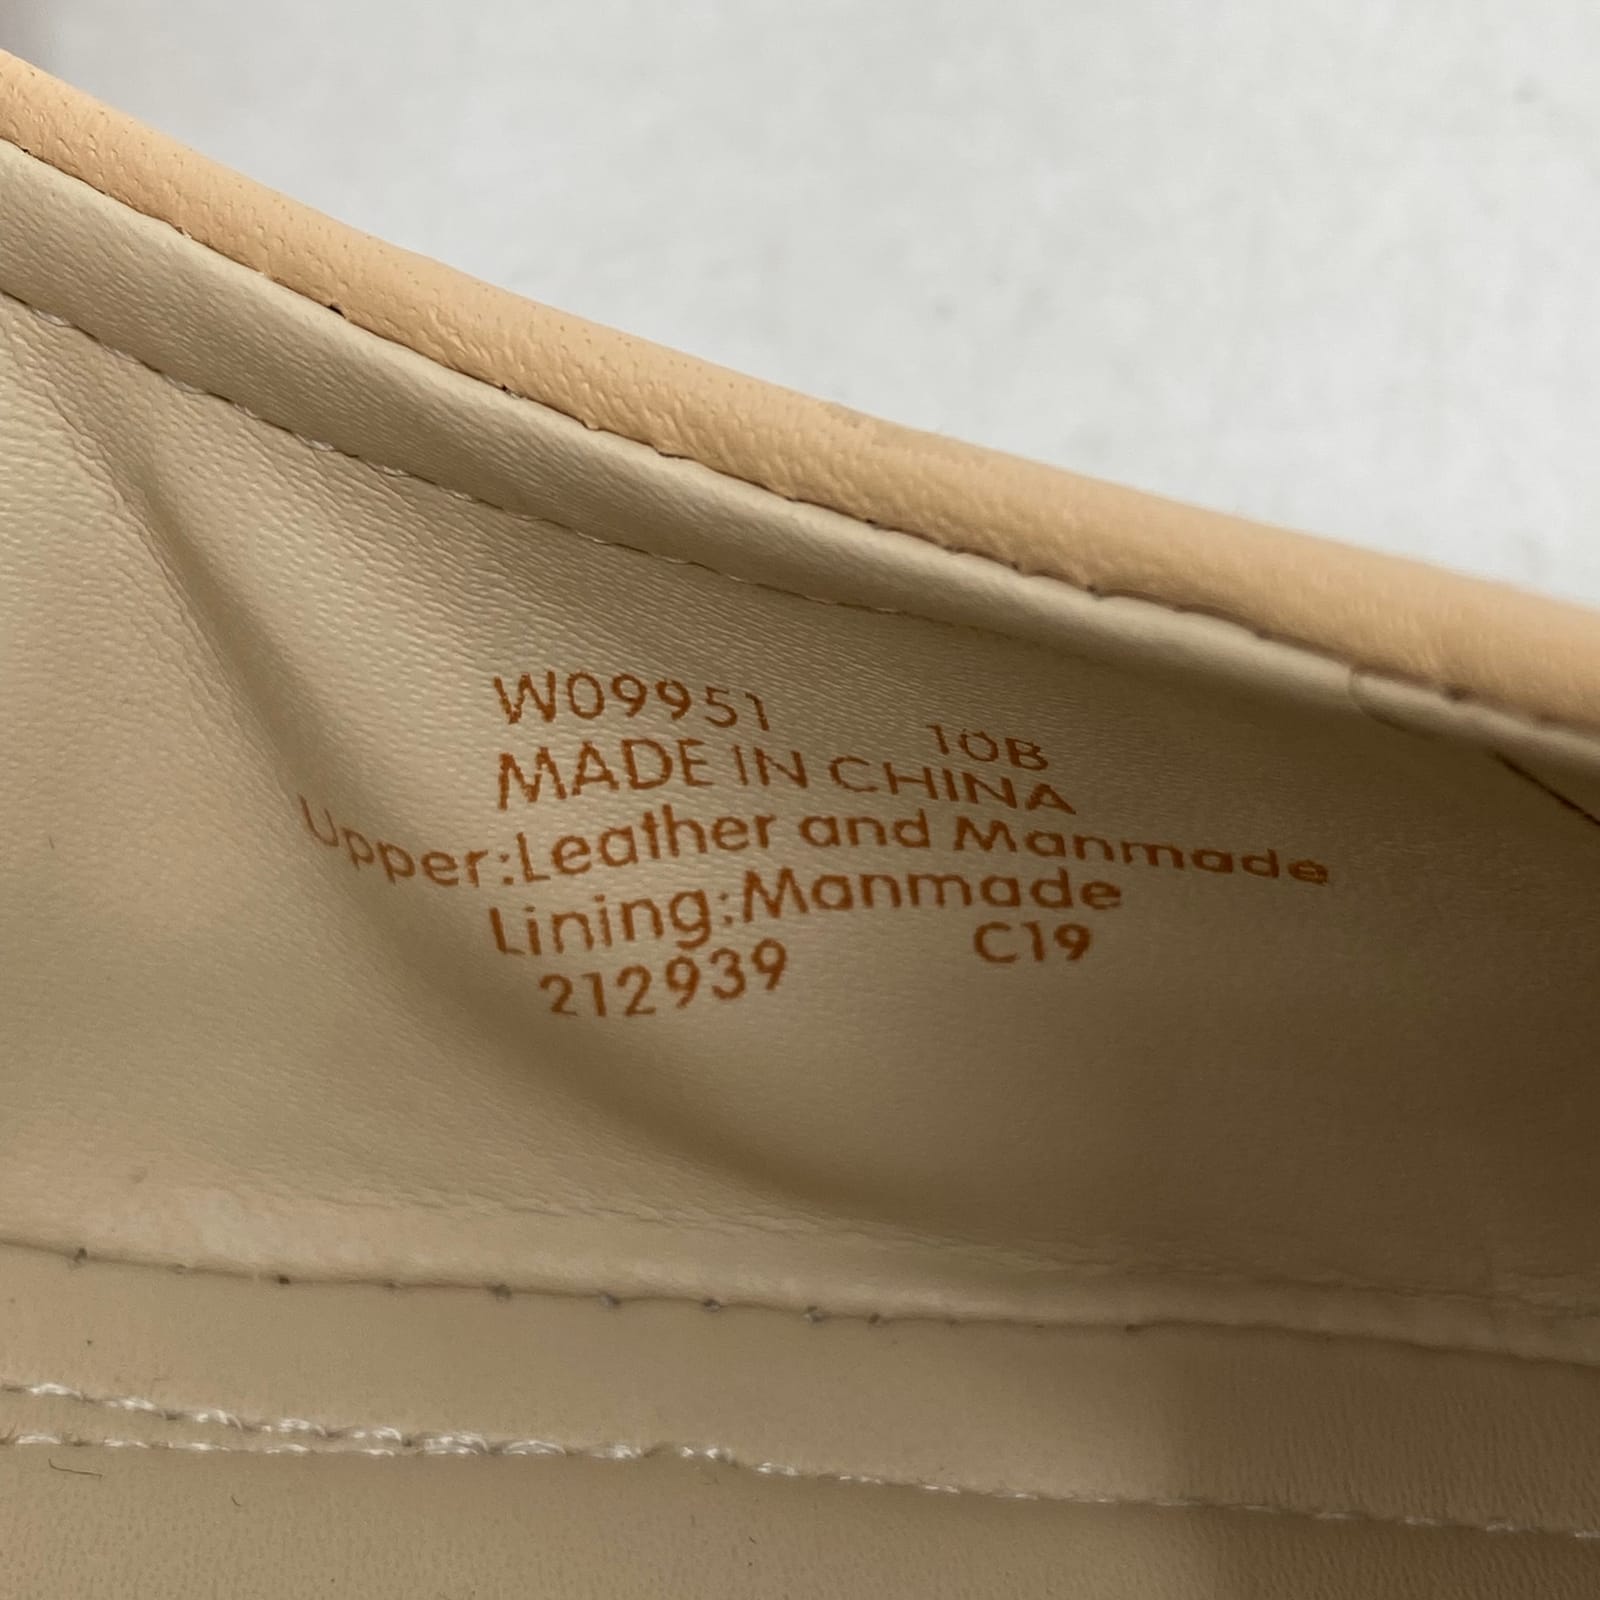 W09951 10B
MADE IN CHINA
Upper:Leather and Manmade
Lining:Manmade
212939 C19